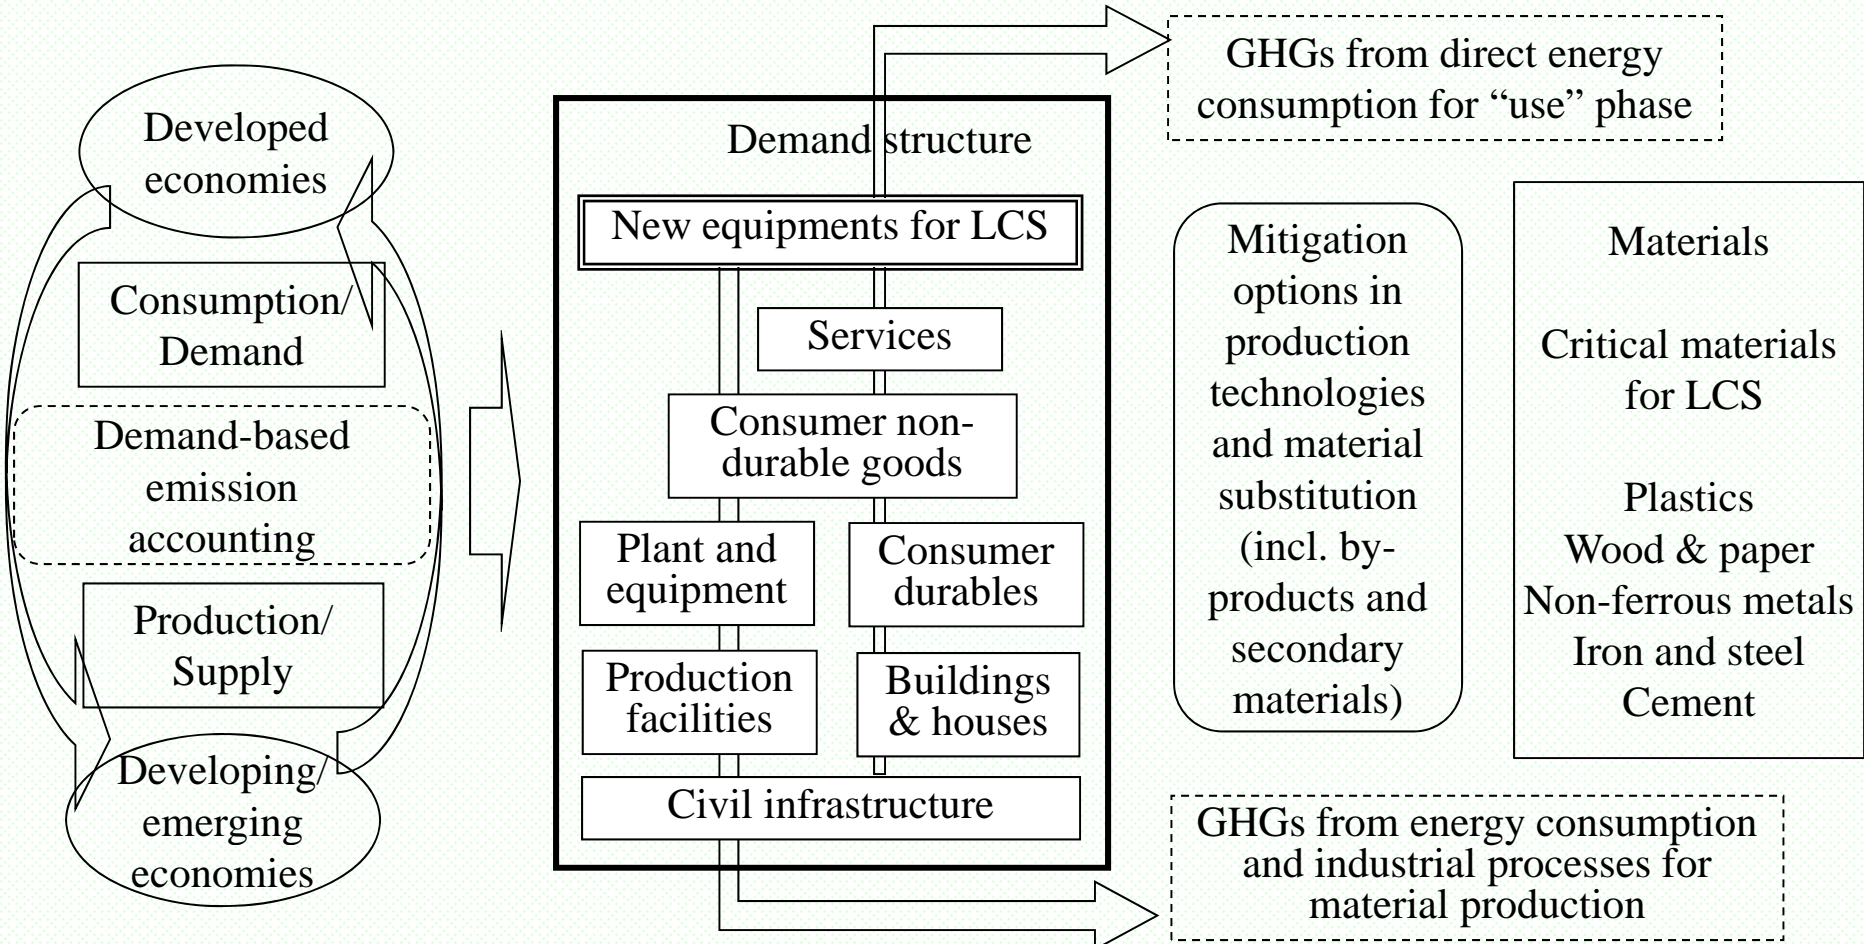 Developed
economies
Consumption/
Demand
Demand-based
emission
accounting
Production/
Supply
Developing/
emerging
economies
Demand structure
New equipments for LCS
Services
Consumer non-
durable goods
Plant and
equipment
Consumer
durables
Production
facilities
Buildings
& houses
Civil infrastructure
GHGs from direct energy
consumption for “use” phase
Mitigation
options in
production
technologies
and material
substitution
(incl. by-
products and
secondary
materials)
Materials
Critical materials
for LCS
Plastics
Wood & paper
Non-ferrous metals
Iron and steel
Cement
GHGs from energy consumption
and industrial processes for
material production